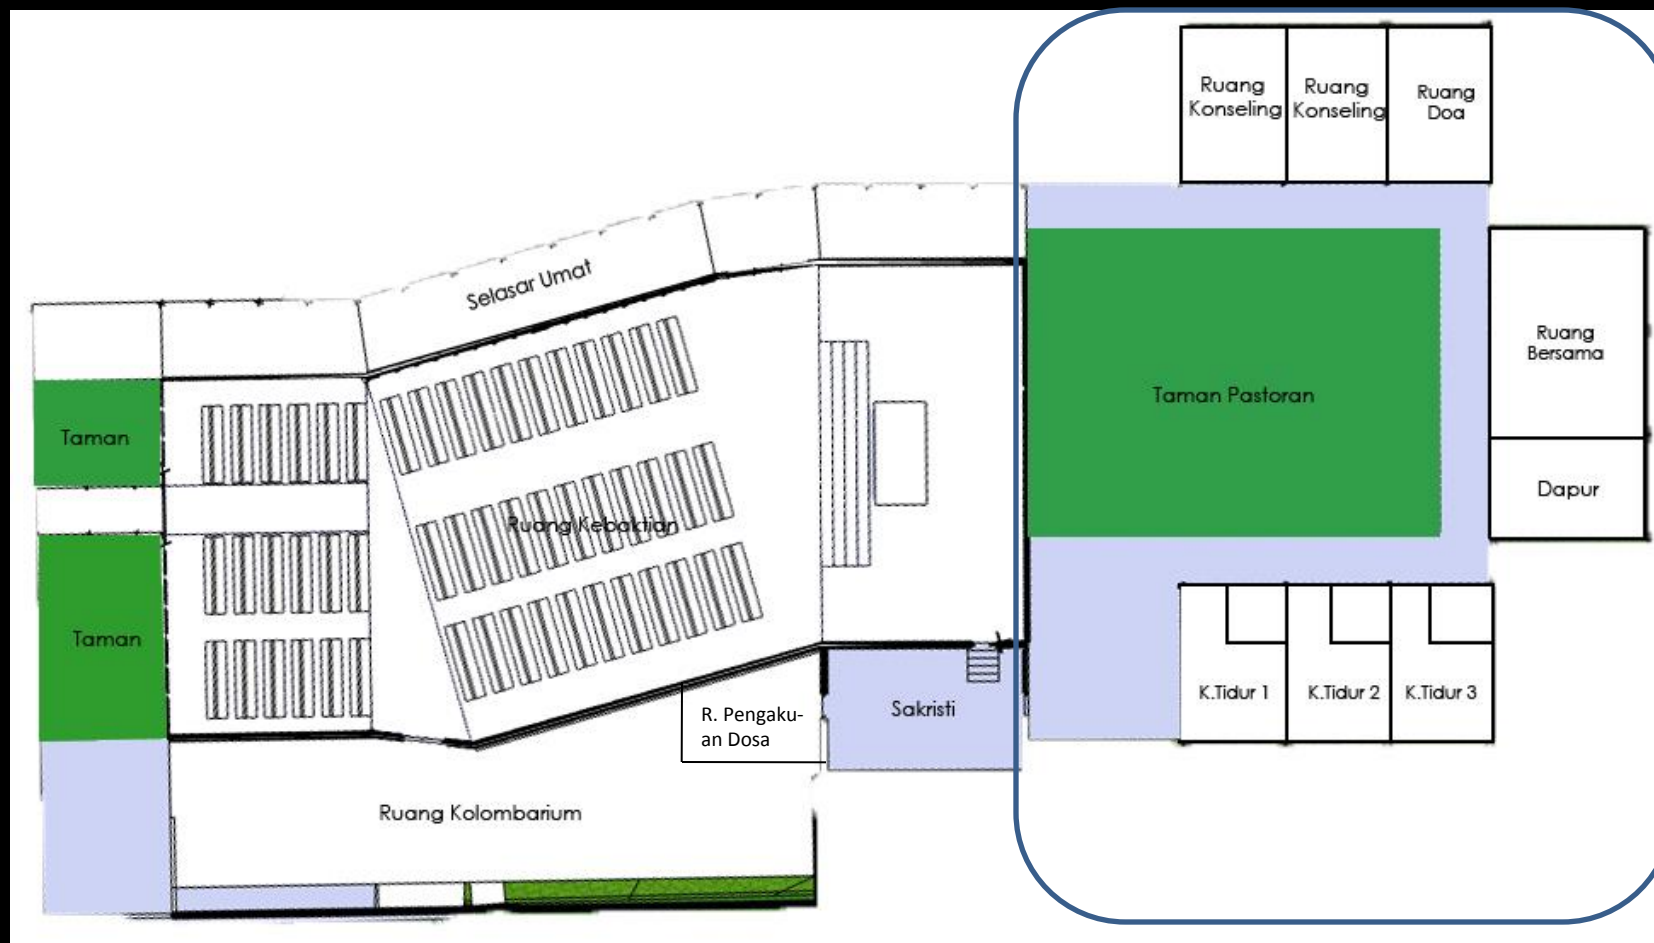 Ruang
Konseling
Ruang
Konseling
Ruang
Doa
Selasar Umat
Ruang
Bersama
Taman Pastoran
Taman
Dapur
Ruang Kebaktian
Taman
K.Tidur 1
K.Tidur 2
K.Tidur 3
Sakristi
R. Pengaku-
an Dosa
Ruang Kolombarium